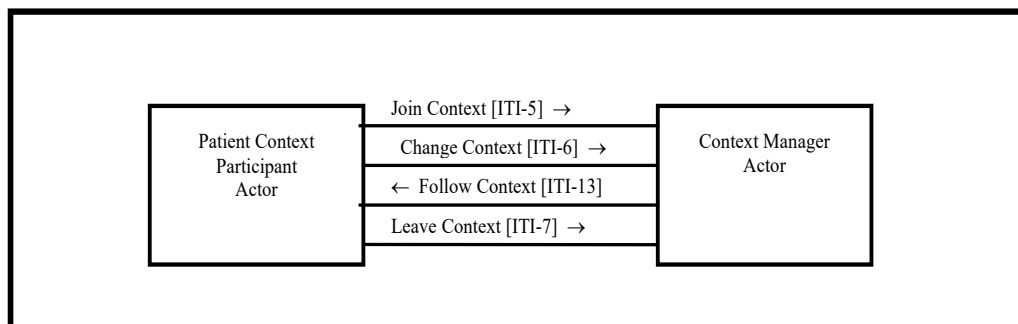 Patient Context
Participant
Actor
Join Context [ITI-5] →
Change Context [ITI-6] →
← Follow Context [ITI-13]
Leave Context [ITI-7] →
Context Manager
Actor